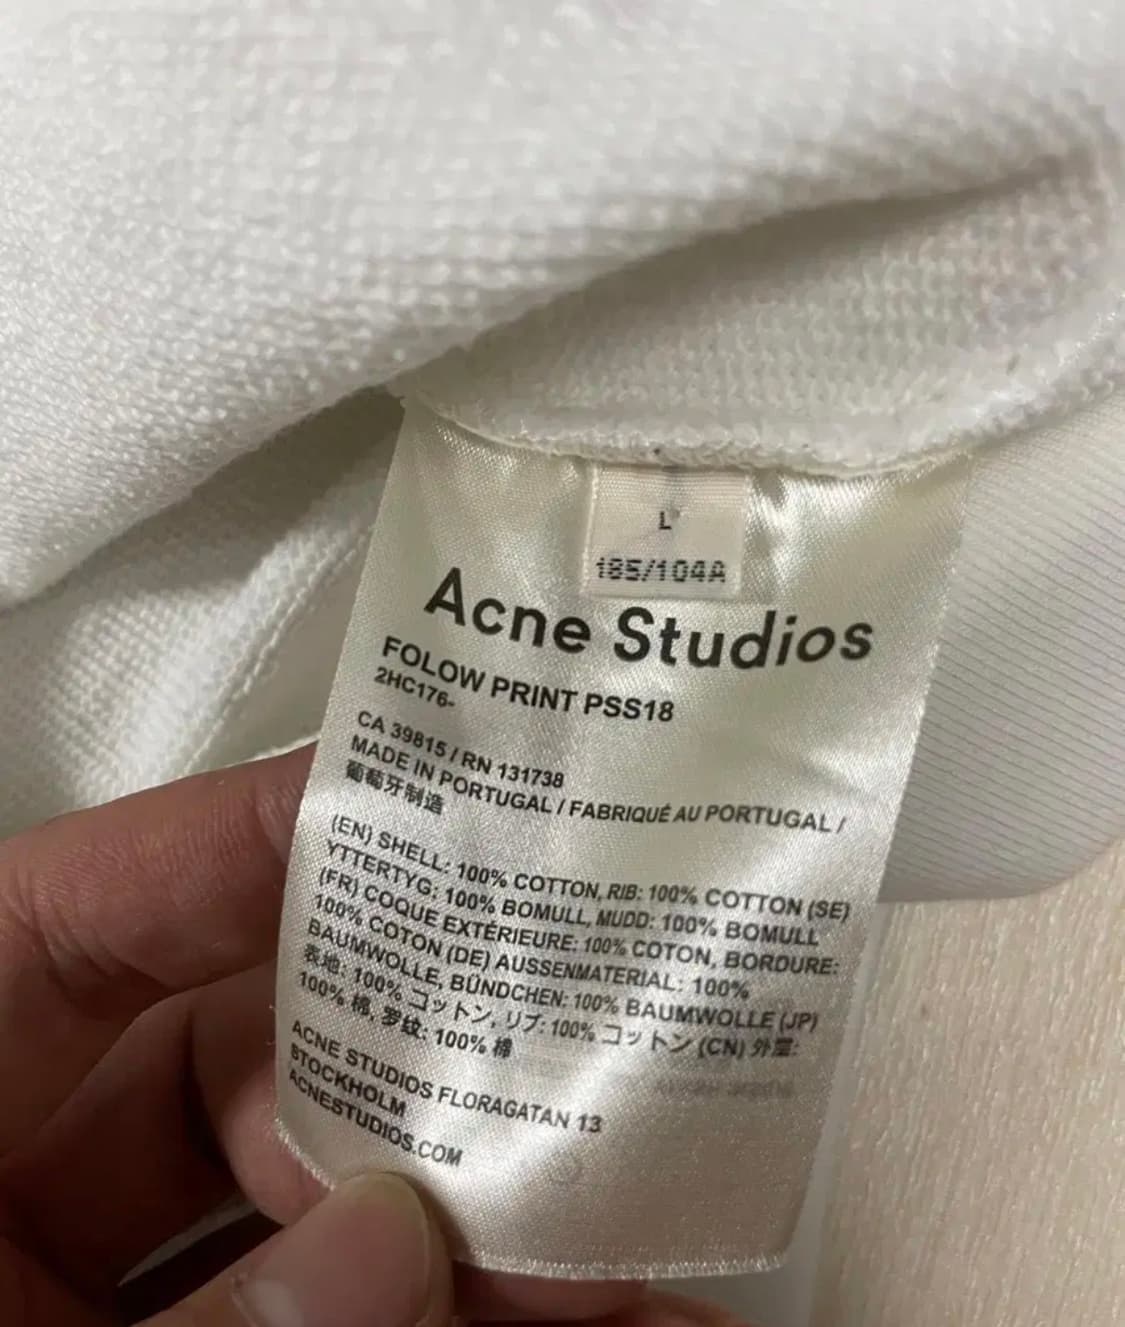 L
185/104A
Acne Studios
FOLOW PRINT PSS18
2HC176-
CA 39815 / RN 131738
MADE IN PORTUGAL / FABRIQUÉ AU PORTUGAL /
葡萄牙制造
(EN) SHELL: 100% COTTON, RIB: 100% COTTON (SE)
YTTERTYG: 100% BOMULL, MUDD: 100% BOMULL
(FR) COQUE EXTÉRIEURE: 100% COTON, BORDURE:
100% COTON (DE) AUSSENMATERIAL: 100%
BAUMWOLLE, BÜNDCHEN: 100% BAUMWOLLE (JP)
表地: 100% コットン, リブ: 100% コットン (CN) 外层:
100% 棉, 罗纹: 100% 棉
ACNE STUDIOS FLORAGATAN 13
STOCKHOLM
ACNESTUDIOS.COM